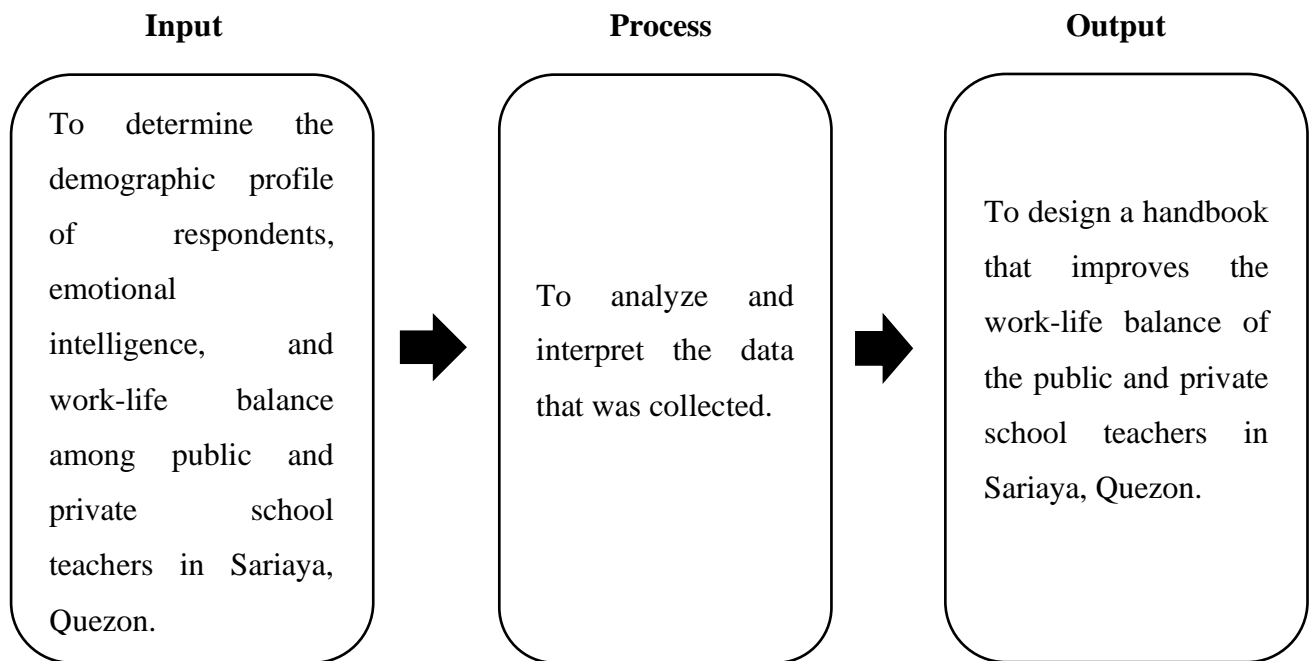 Input
To determine the
demographic profile
of respondents,
emotional
intelligence, and
work-life balance
among public and
private school
teachers in Sariaya,
Quezon.
Process
To analyze and
interpret the data
that was collected.
Output
To design a handbook
that improves the
work-life balance of
the public and private
school teachers in
Sariaya, Quezon.